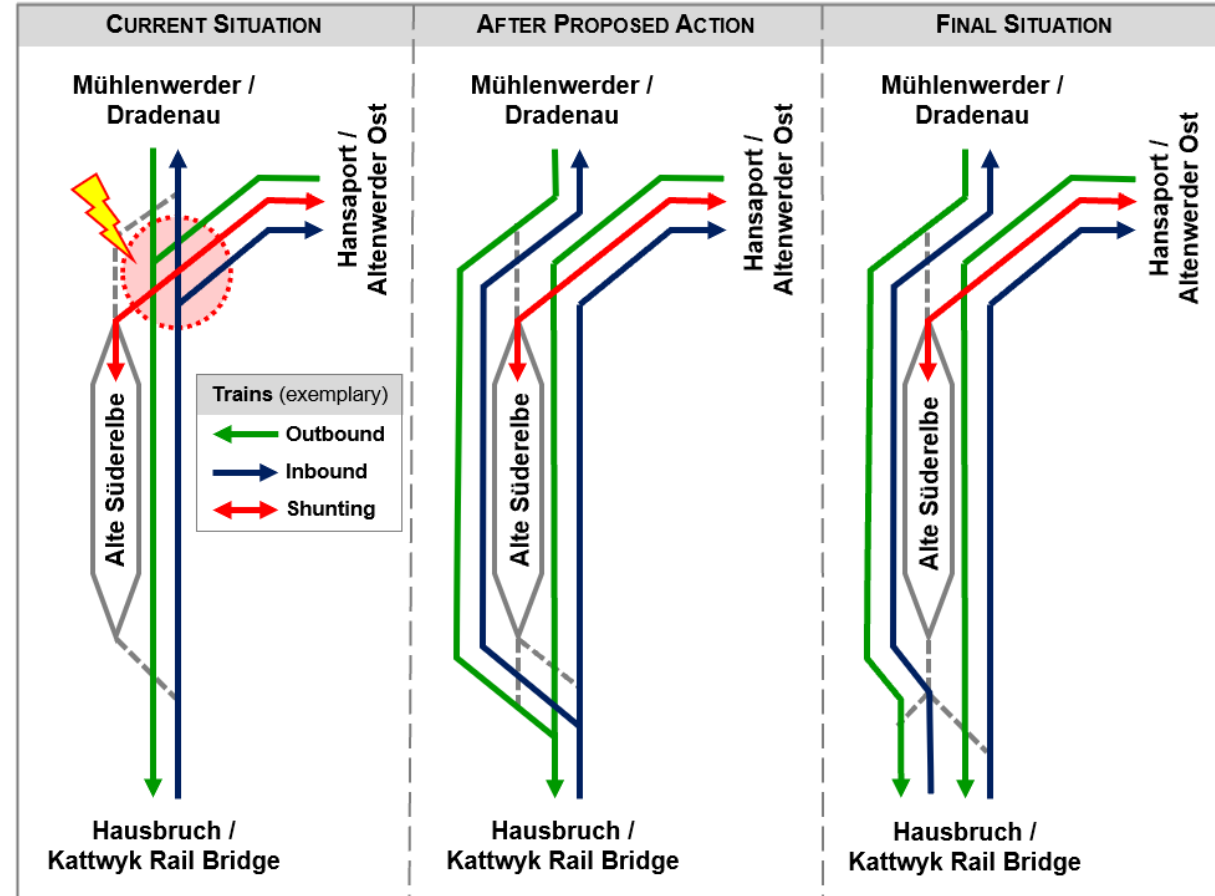 CURRENT SITUATION
Mühlenwerder /
Dradenau
Hansaport /
Altenwerder Ost
Alte Süderelbe
Trains (exemplary)
Outbound
Inbound
Shunting
Hausbruch /
Kattwyk Rail Bridge
AFTER PROPOSED ACTION
Mühlenwerder /
Dradenau
Hansaport /
Altenwerder Ost
Alte Süderelbe
Hausbruch /
Kattwyk Rail Bridge
FINAL SITUATION
Mühlenwerder /
Dradenau
Hansaport /
Altenwerder Ost
Alte Süderelbe
Hausbruch /
Kattwyk Rail Bridge